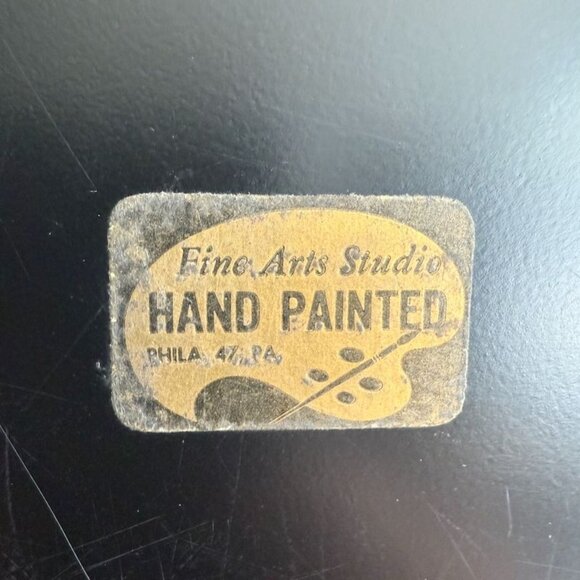 Fine Arts Studio
HAND PAINTED
PHILA. 47, PA.